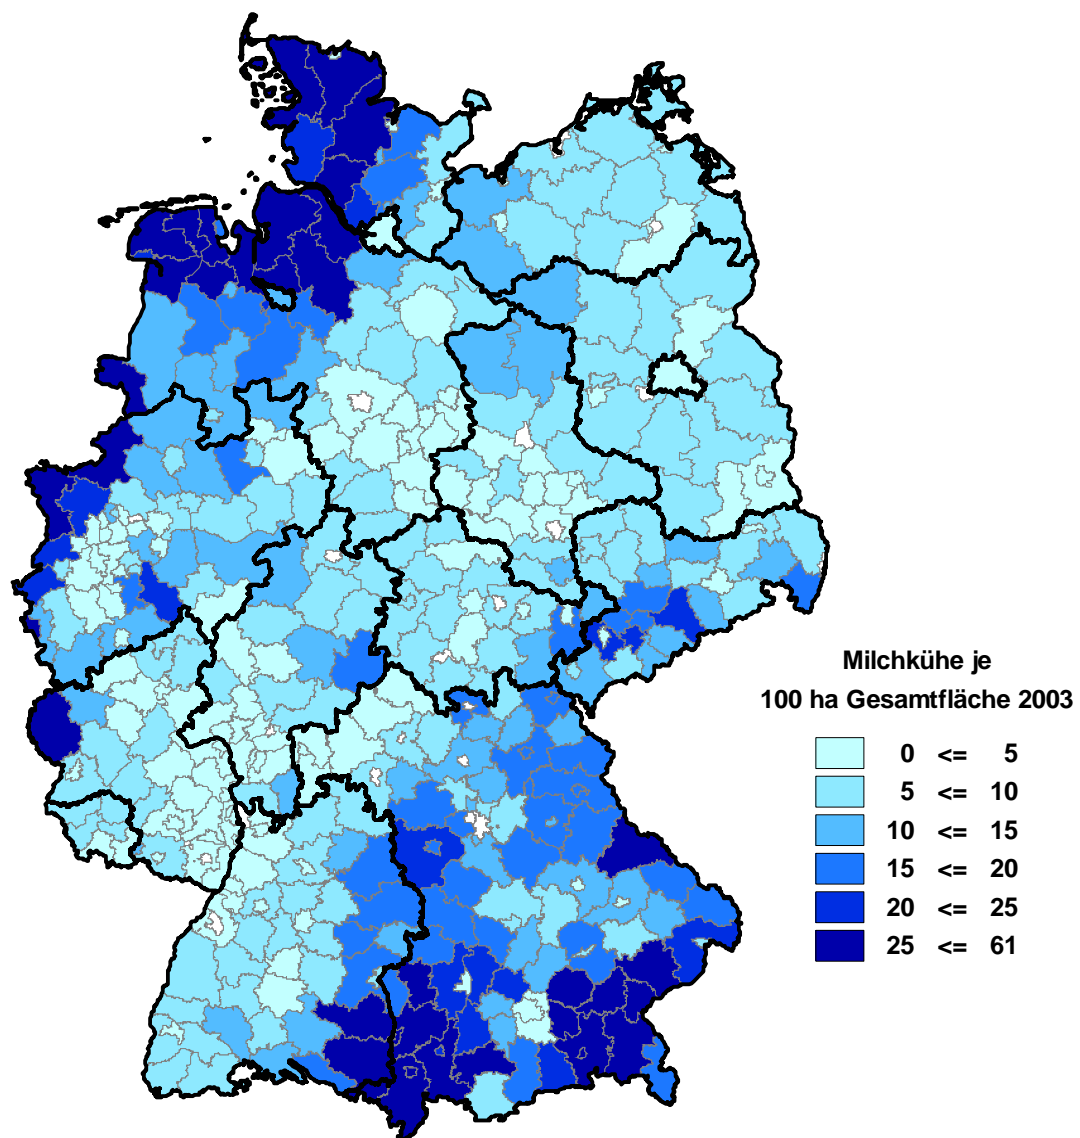 Milchkühe je
100 ha Gesamtfläche 2003
0 <= 5
5 <= 10
10 <= 15
15 <= 20
20 <= 25
25 <= 61